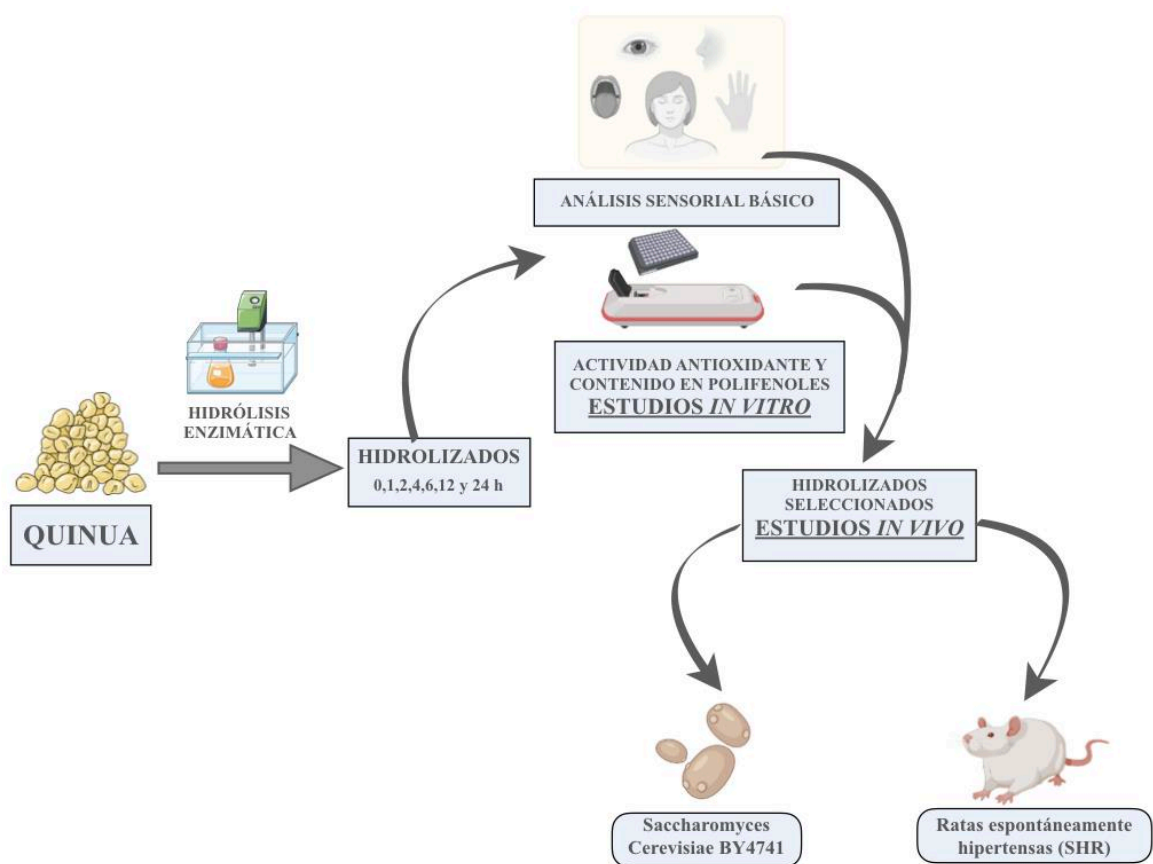 ANÁLISIS SENSORIAL BÁSICO
ACTIVIDAD ANTIOXIDANTE Y
CONTENIDO EN POLIFENOLES
ESTUDIOS IN VITRO
HIDRÓLISIS
ENZIMÁTICA
QUINUA
HIDROLIZADOS
0,1,2,4,6,12 y 24 h
HIDROLIZADOS
SELECCIONADOS
ESTUDIOS IN VIVO
Saccharomyces
Cerevisiae BY4741
Ratas espontáneamente
hipertensas (SHR)